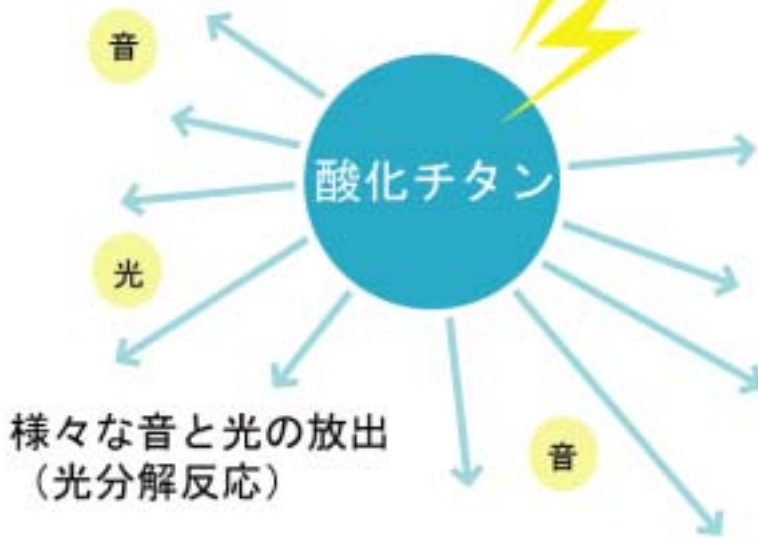 音
酸化チタン
光
様々な音と光の放出
（光分解反応）
音